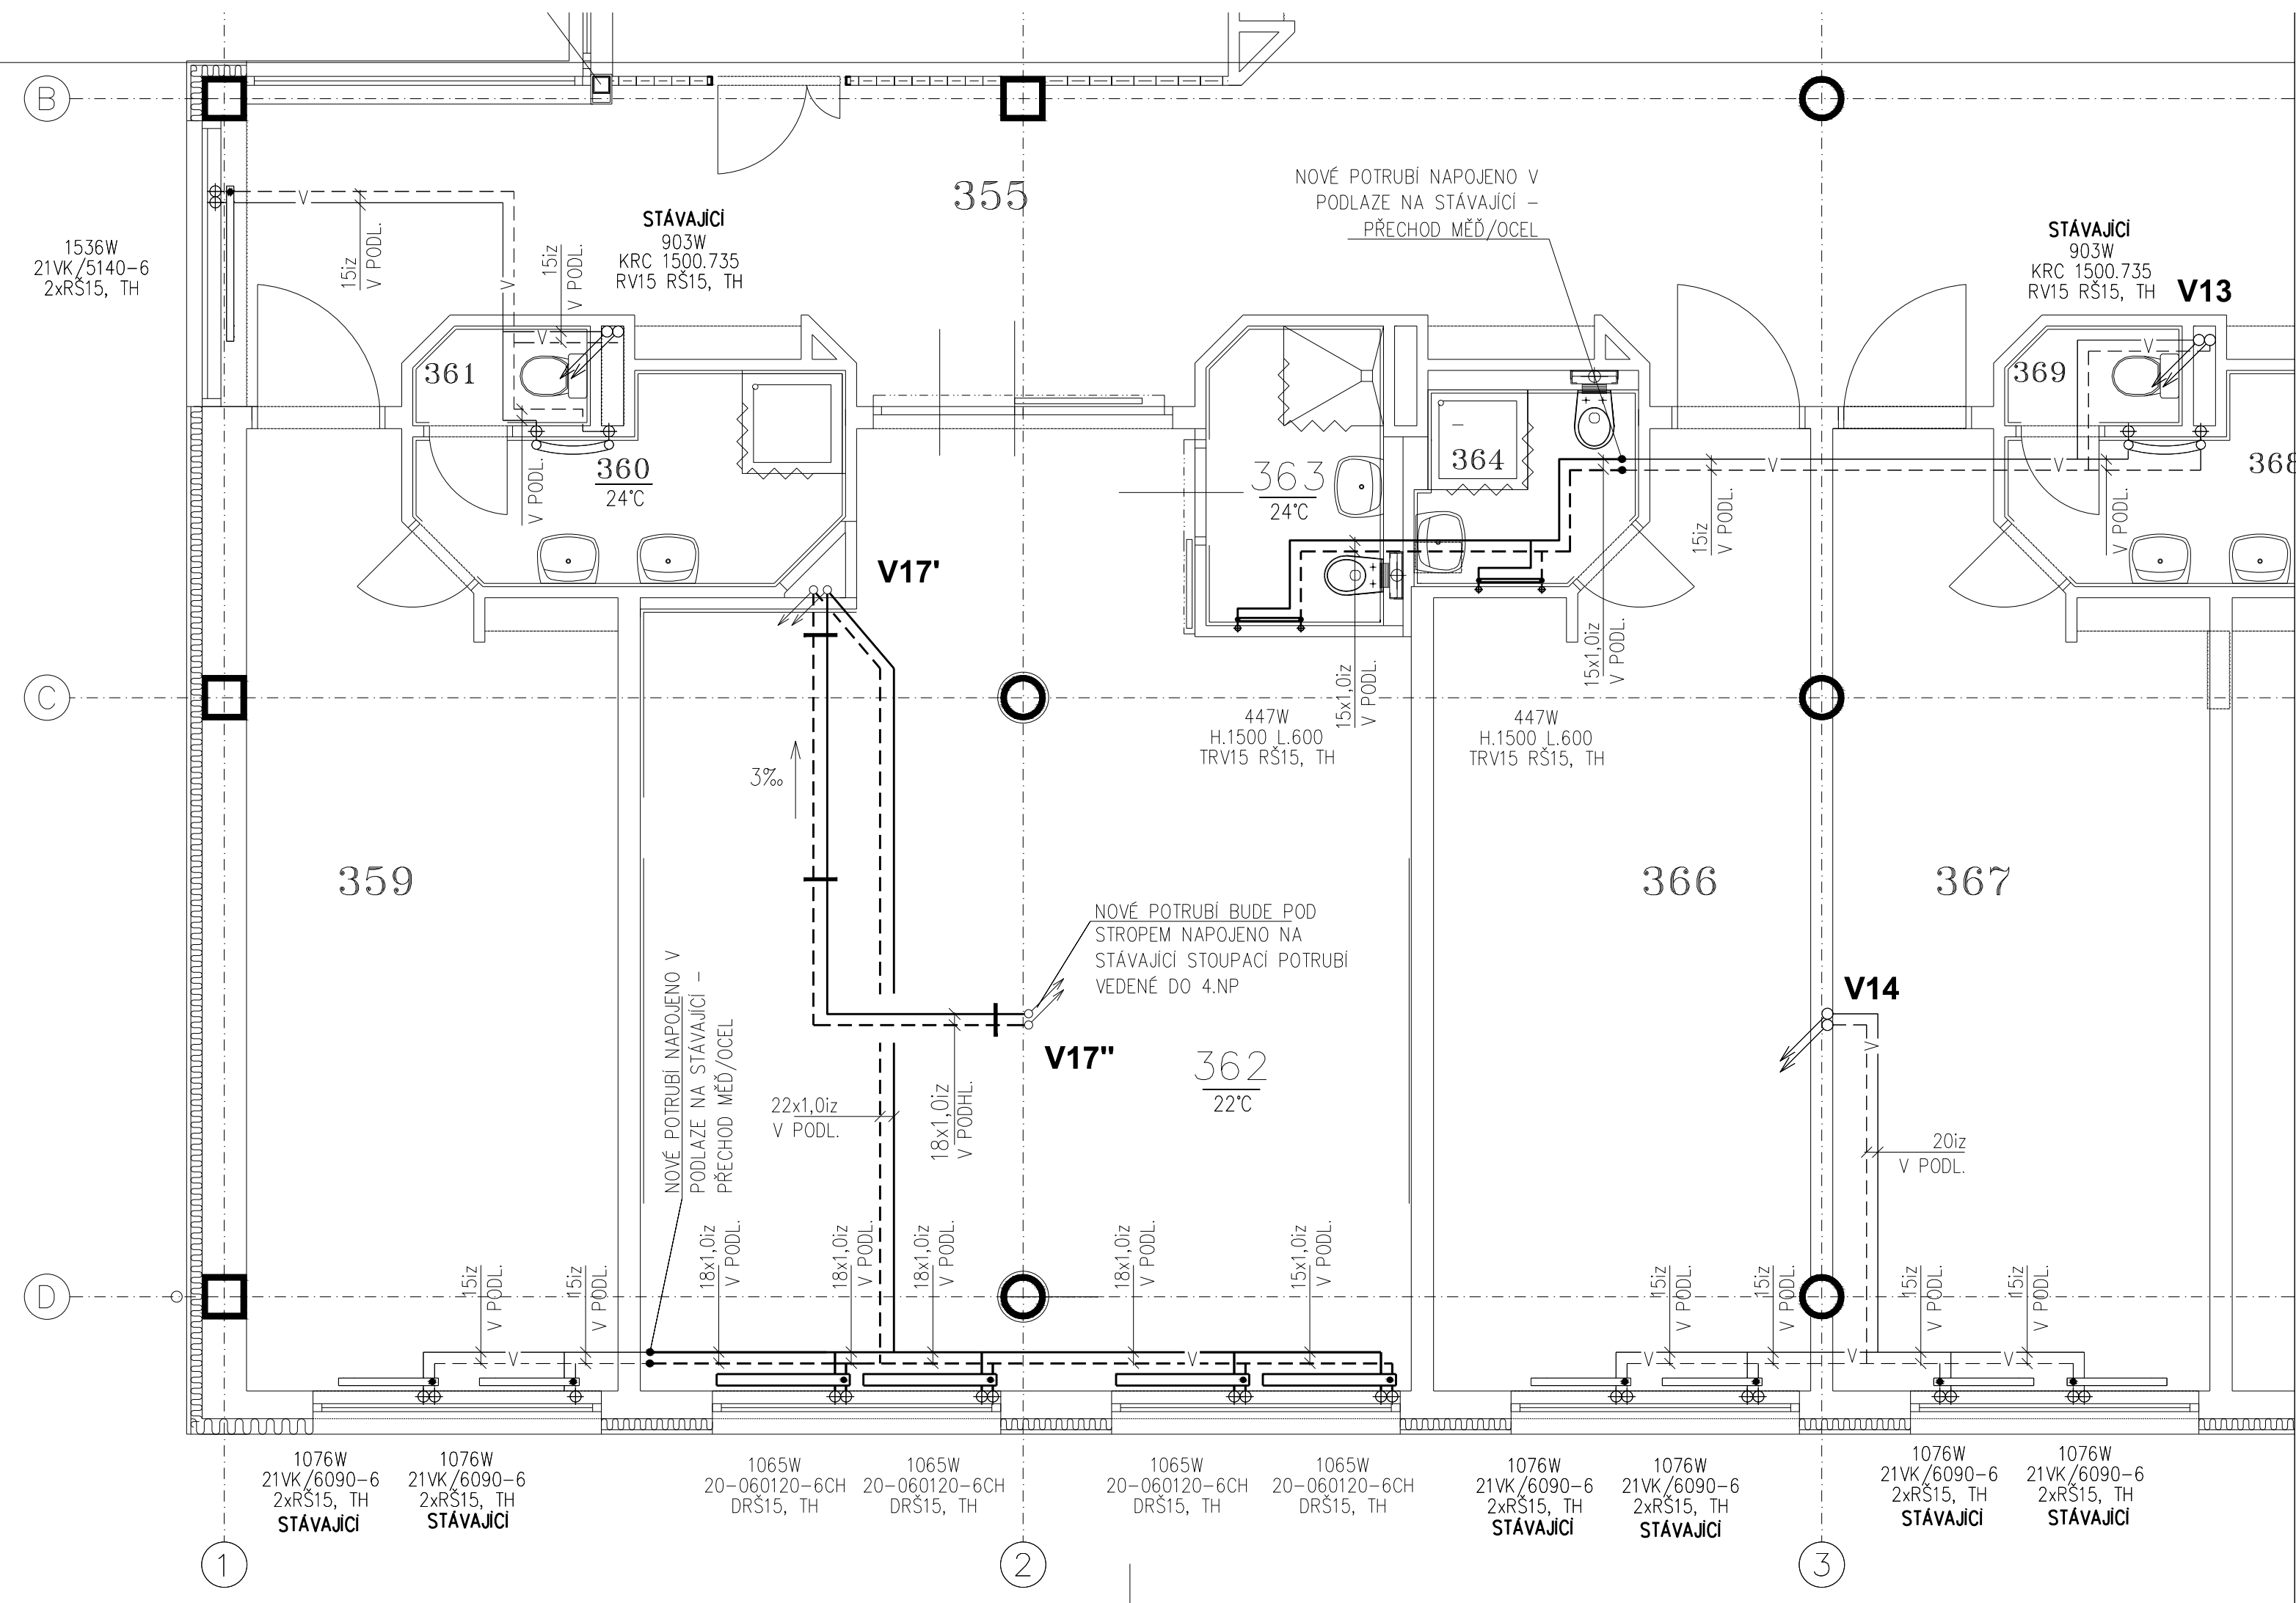 B
355
NOVÉ POTRUBÍ NAPOJENO V
PODLAZE NA STÁVAJÍCÍ –
PŘECHOD MĚĎ/OCEL
1536W
21VK/5140–6
2xRŠ15, TH
15iz
V PODL.
15iz
V PODL.
STÁVAJÍCÍ
903W
KRC 1500.735
RV15 RŠ15, TH
STÁVAJÍCÍ
903W
KRC 1500.735
RV15 RŠ15, TH
V13
V
V
V
361
360
24°C
V PODL.
363
24°C
364
369
368
V
V
V
15iz
V PODL.
V PODL.
V17'
15x1,0iz
V PODL.
15x1,0iz
V PODL.
C
447W
H.1500 L.600
TRV15 RŠ15, TH
447W
H.1500 L.600
TRV15 RŠ15, TH
3‰
359
366
367
NOVÉ POTRUBÍ BUDE POD
STROPEM NAPOJENO NA
STÁVAJÍCÍ STOUPACÍ POTRUBÍ
VEDENÉ DO 4.NP
NOVÉ POTRUBÍ NAPOJENO V
PODLAZE NA STÁVAJÍCÍ –
PŘECHOD MĚĎ/OCEL
V14
V17"
V
362
22°C
22x1,0iz
V PODL.
18x1,0iz
V PODHL.
20iz
V PODL.
D
15iz
V PODL.
15iz
V PODL.
18x1,0iz
V PODL.
18x1,0iz
V PODL.
18x1,0iz
V PODL.
18x1,0iz
V PODL.
15x1,0iz
V PODL.
15iz
V PODL.
15iz
V PODL.
15iz
V PODL.
15iz
V PODL.
V
V
V
V
V
V
1076W
21VK/6090–6
2xRŠ15, TH
STÁVAJÍCÍ
1076W
21VK/6090–6
2xRŠ15, TH
STÁVAJÍCÍ
1065W
20–060120–6CH
DRŠ15, TH
1065W
20–060120–6CH
DRŠ15, TH
1065W
20–060120–6CH
DRŠ15, TH
1065W
20–060120–6CH
DRŠ15, TH
1076W
21VK/6090–6
2xRŠ15, TH
STÁVAJÍCÍ
1076W
21VK/6090–6
2xRŠ15, TH
STÁVAJÍCÍ
1076W
21VK/6090–6
2xRŠ15, TH
STÁVAJÍCÍ
1076W
21VK/6090–6
2xRŠ15, TH
STÁVAJÍCÍ
1
2
3